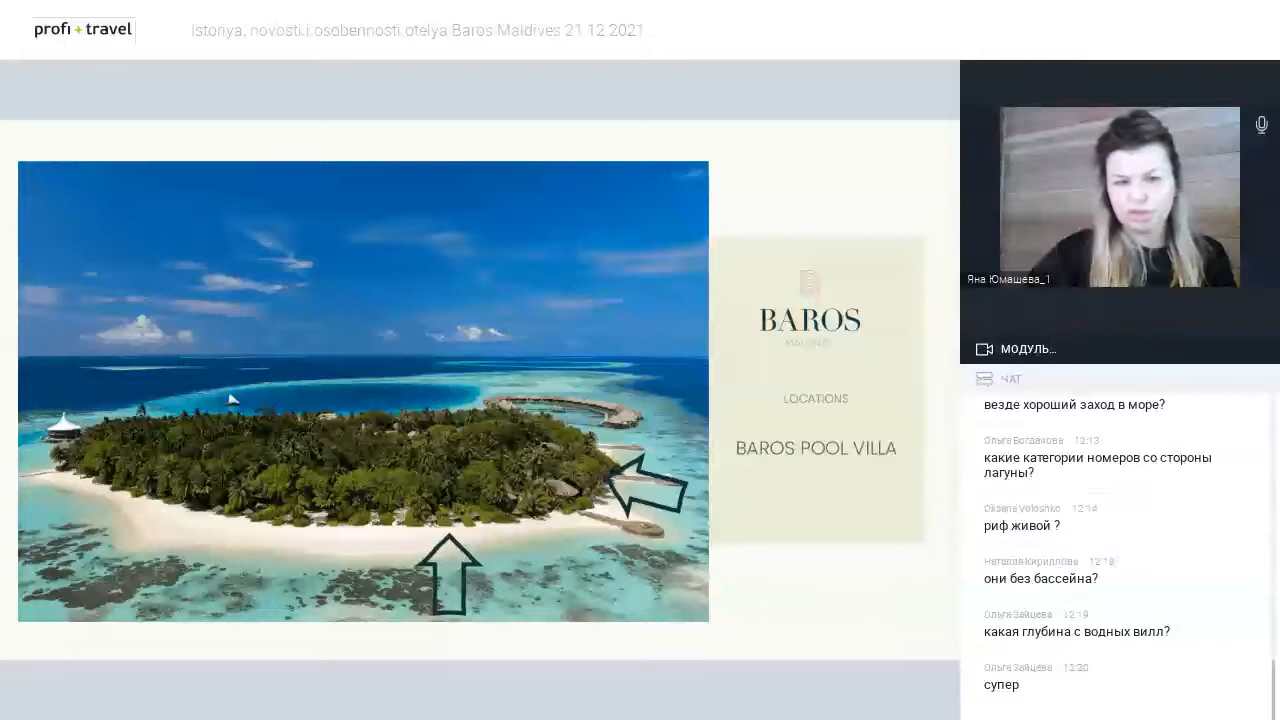 profi + travel
Istoriya, novosti i osobennosti otelya Baros Maldives 21 12 2021
BAROS
MALDIVES
LOCATIONS
BAROS POOL VILLA
Яна Юмашева_1
МОДУЛЬ...
ЧАТ
везде хороший заход в море?
Ольга Богданова 12:13
какие категории номеров со стороны
лагуны?
Oksana Voloshko 12:14
риф живой ?
Наталия Кириллова
они без бассейна?
Ольга Зайцева 12:19
какая глубина с водных вилл?
Ольга Зайцева 12:20
супер